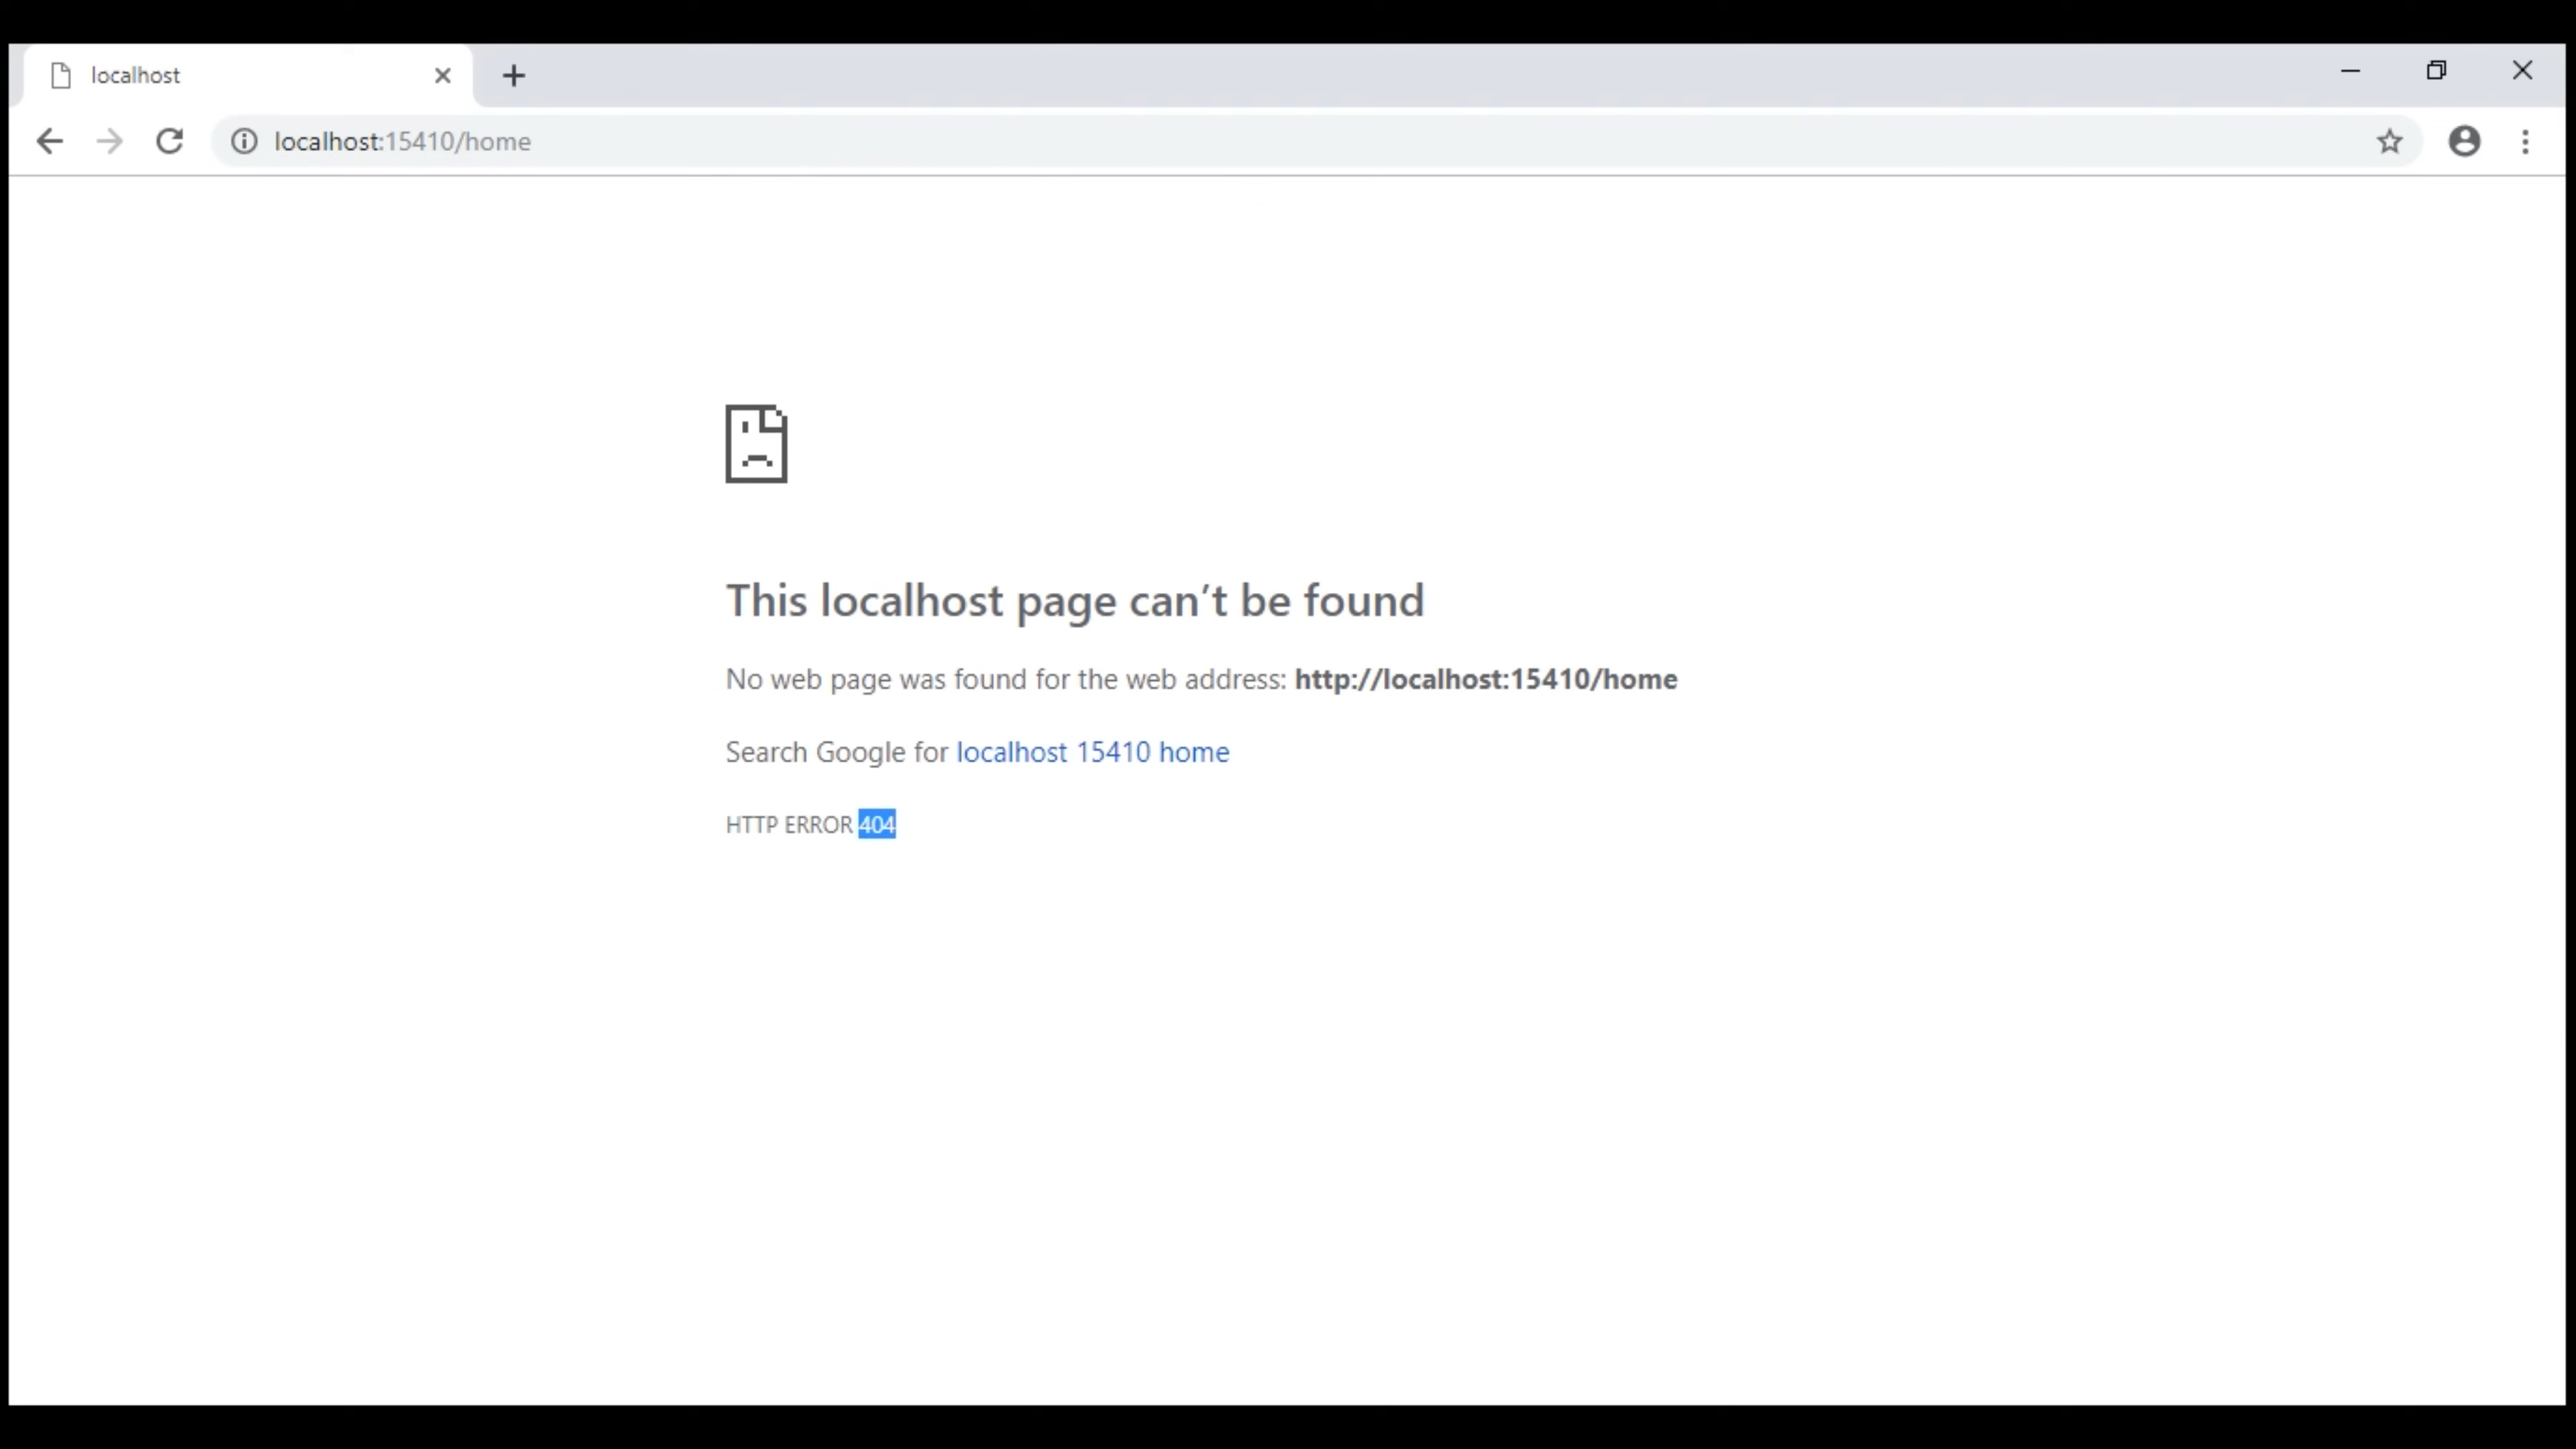 localhost
localhost:15410/home
This localhost page can’t be found
No web page was found for the web address: http://localhost:15410/home
Search Google for localhost 15410 home
HTTP ERROR 404